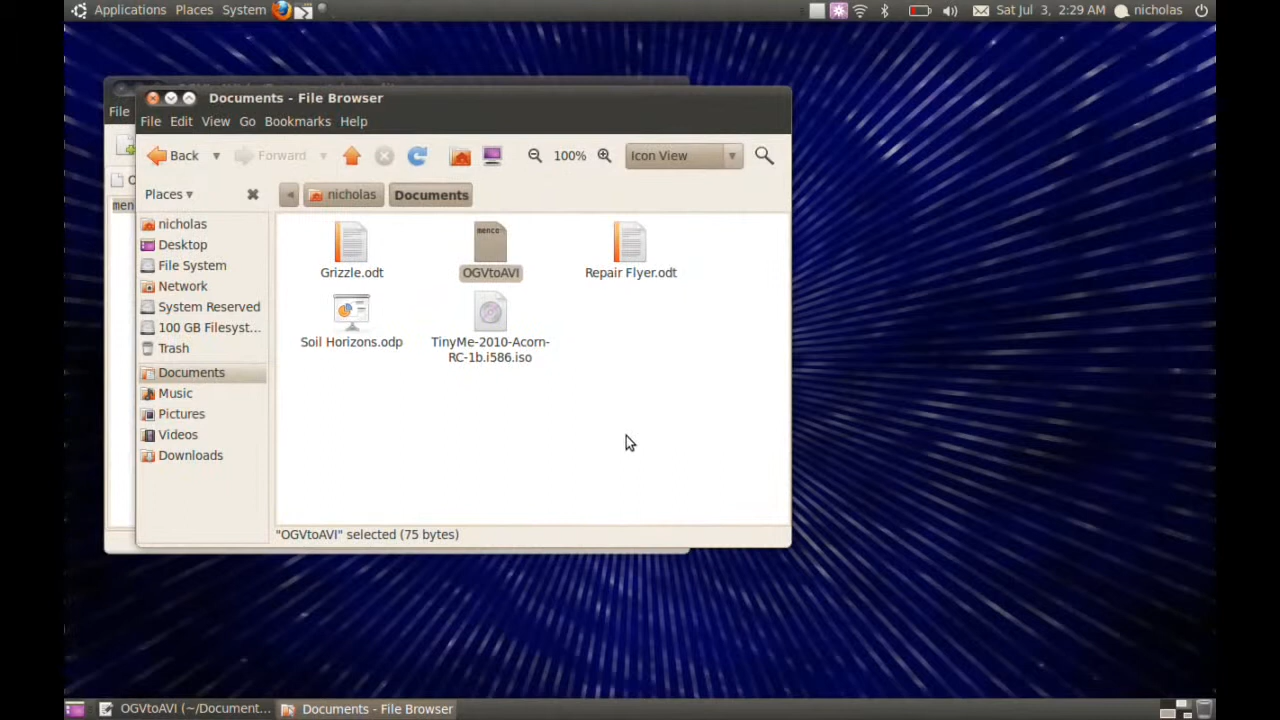 Applications Places System
Sat Jul 3, 2:29 AM nicholas
Documents - File Browser
File
File Edit View Go Bookmarks Help
Back Forward 100% Icon View
Places
nicholas Documents
menc
nicholas
Desktop
File System
Network
System Reserved
100 GB Filesyst...
Trash
Documents
Music
Pictures
Videos
Downloads
menco
Grizzle.odt OGVtoAVI Repair Flyer.odt
Soil Horizons.odp TinyMe-2010-Acorn-
RC-1b.i586.iso
"OGVtoAVI" selected (75 bytes)
OGVtoAVI (~/Document... Documents - File Browser